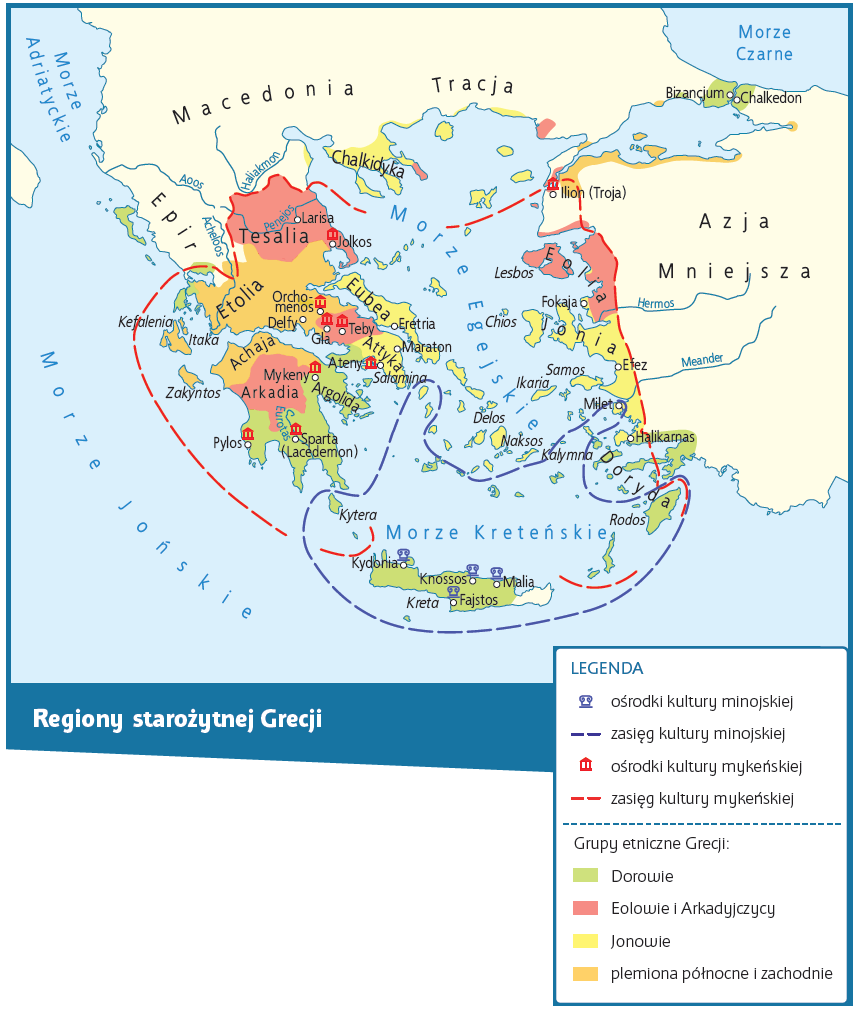 Morze
Adriatyckie
Macedonia
Tracja
Morze
Czarne
Bizancjum
Chalkedon
Chalkidyka
Haliakmon
Aoos
Epir
Acheloos
Penejos
Larisa
Tesalia
Jolkos
Ilion (Troja)
Azja
Mniejsza
Morze Egejskie
Lesbos
Eolia
Fokaja
Hermos
Etolia
Orcho-
menos
Delfy
Gla
Teby
Eubea
Eretria
Chios
Jonia
Kefalenia
Itaka
Achaja
Attyka
Maraton
Ateny
Salamina
Samos
Efez
Meander
Zakyntos
Mykeny
Arkadia
Argolida
Ikaria
Milet
Delos
Naksos
Kalymna
Halikarnas
Eurotas
Pylos
Sparta
(Lacedemon)
Doryda
Rodos
Kytera
Morze Jońskie
Morze Kreteńskie
Kydonia
Knossos
Malia
Kreta
Fajstos
Regiony starożytnej Grecji
LEGENDA
ośrodki kultury minojskiej
zasięg kultury minojskiej
ośrodki kultury mykeńskiej
zasięg kultury mykeńskiej
Grupy etniczne Grecji:
Dorowie
Eolowie i Arkadyjczycy
Jonowie
plemiona północne i zachodnie